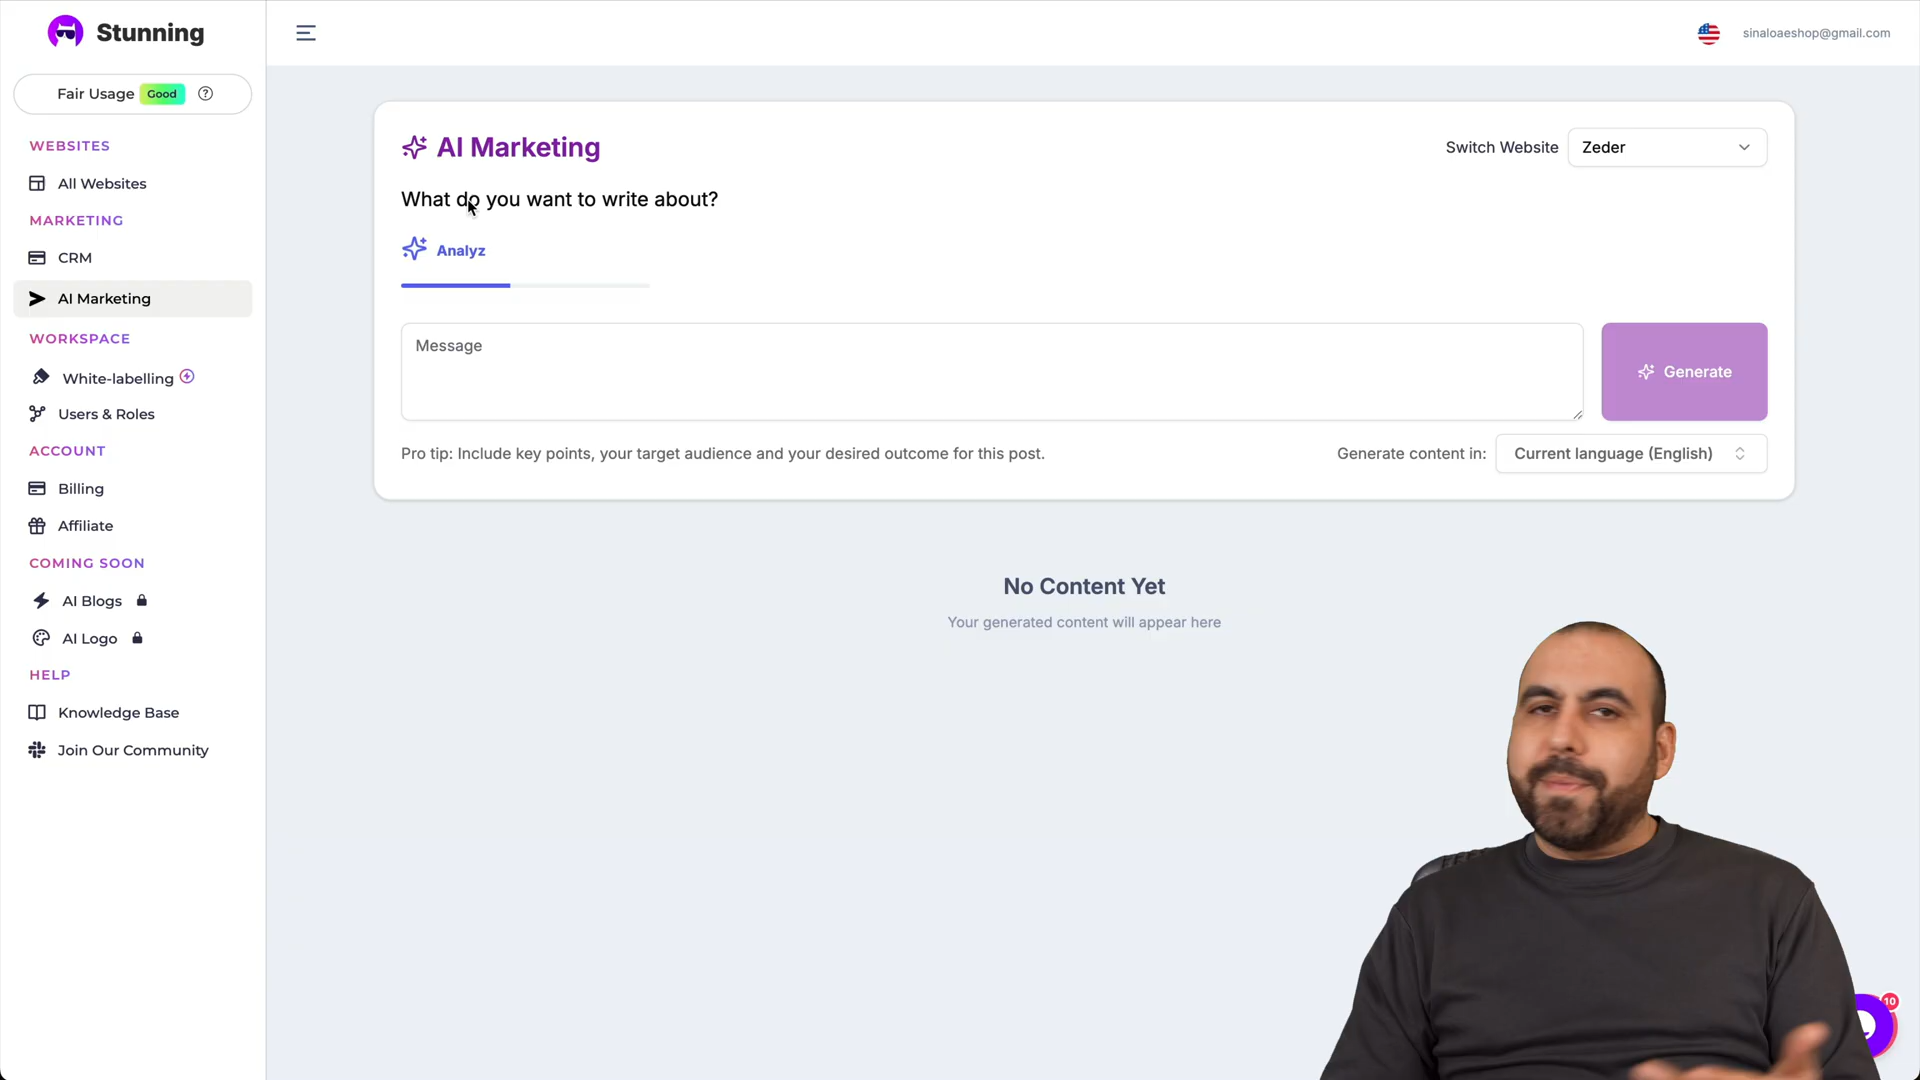 Stunning
Fair Usage Good
WEBSITES
All Websites
MARKETING
CRM
AI Marketing
WORKSPACE
White-labelling
Users & Roles
ACCOUNT
Billing
Affiliate
COMING SOON
AI Blogs
AI Logo
HELP
Knowledge Base
Join Our Community
sinaloaeshop@gmail.com
AI Marketing
Switch Website Zeder
What do you want to write about?
Analyz
Message
Generate
Pro tip: Include key points, your target audience and your desired outcome for this post.
Generate content in: Current language (English)
No Content Yet
Your generated content will appear here
10